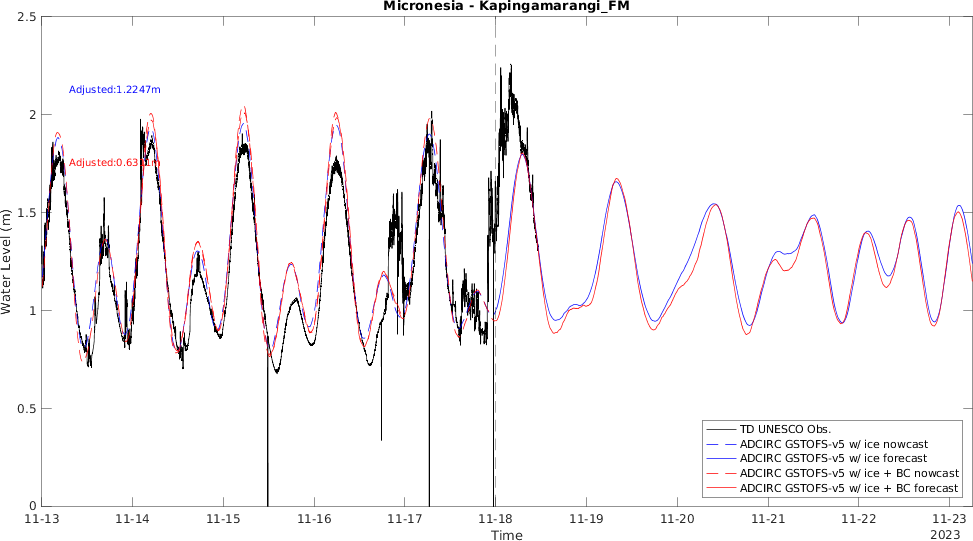 Micronesia - Kapingamarangi_FM
2.5
2
1.5
1
0.5
0
Water Level (m)
Adjusted:1.2247m
Adjusted:0.63
TD UNESCO Obs.
ADCIRC GSTOFS-v5 w/ ice nowcast
ADCIRC GSTOFS-v5 w/ ice forecast
ADCIRC GSTOFS-v5 w/ ice + BC nowcast
ADCIRC GSTOFS-v5 w/ ice + BC forecast
11-13 11-14 11-15 11-16 11-17 11-18 11-19 11-20 11-21 11-22 11-23
Time
2023